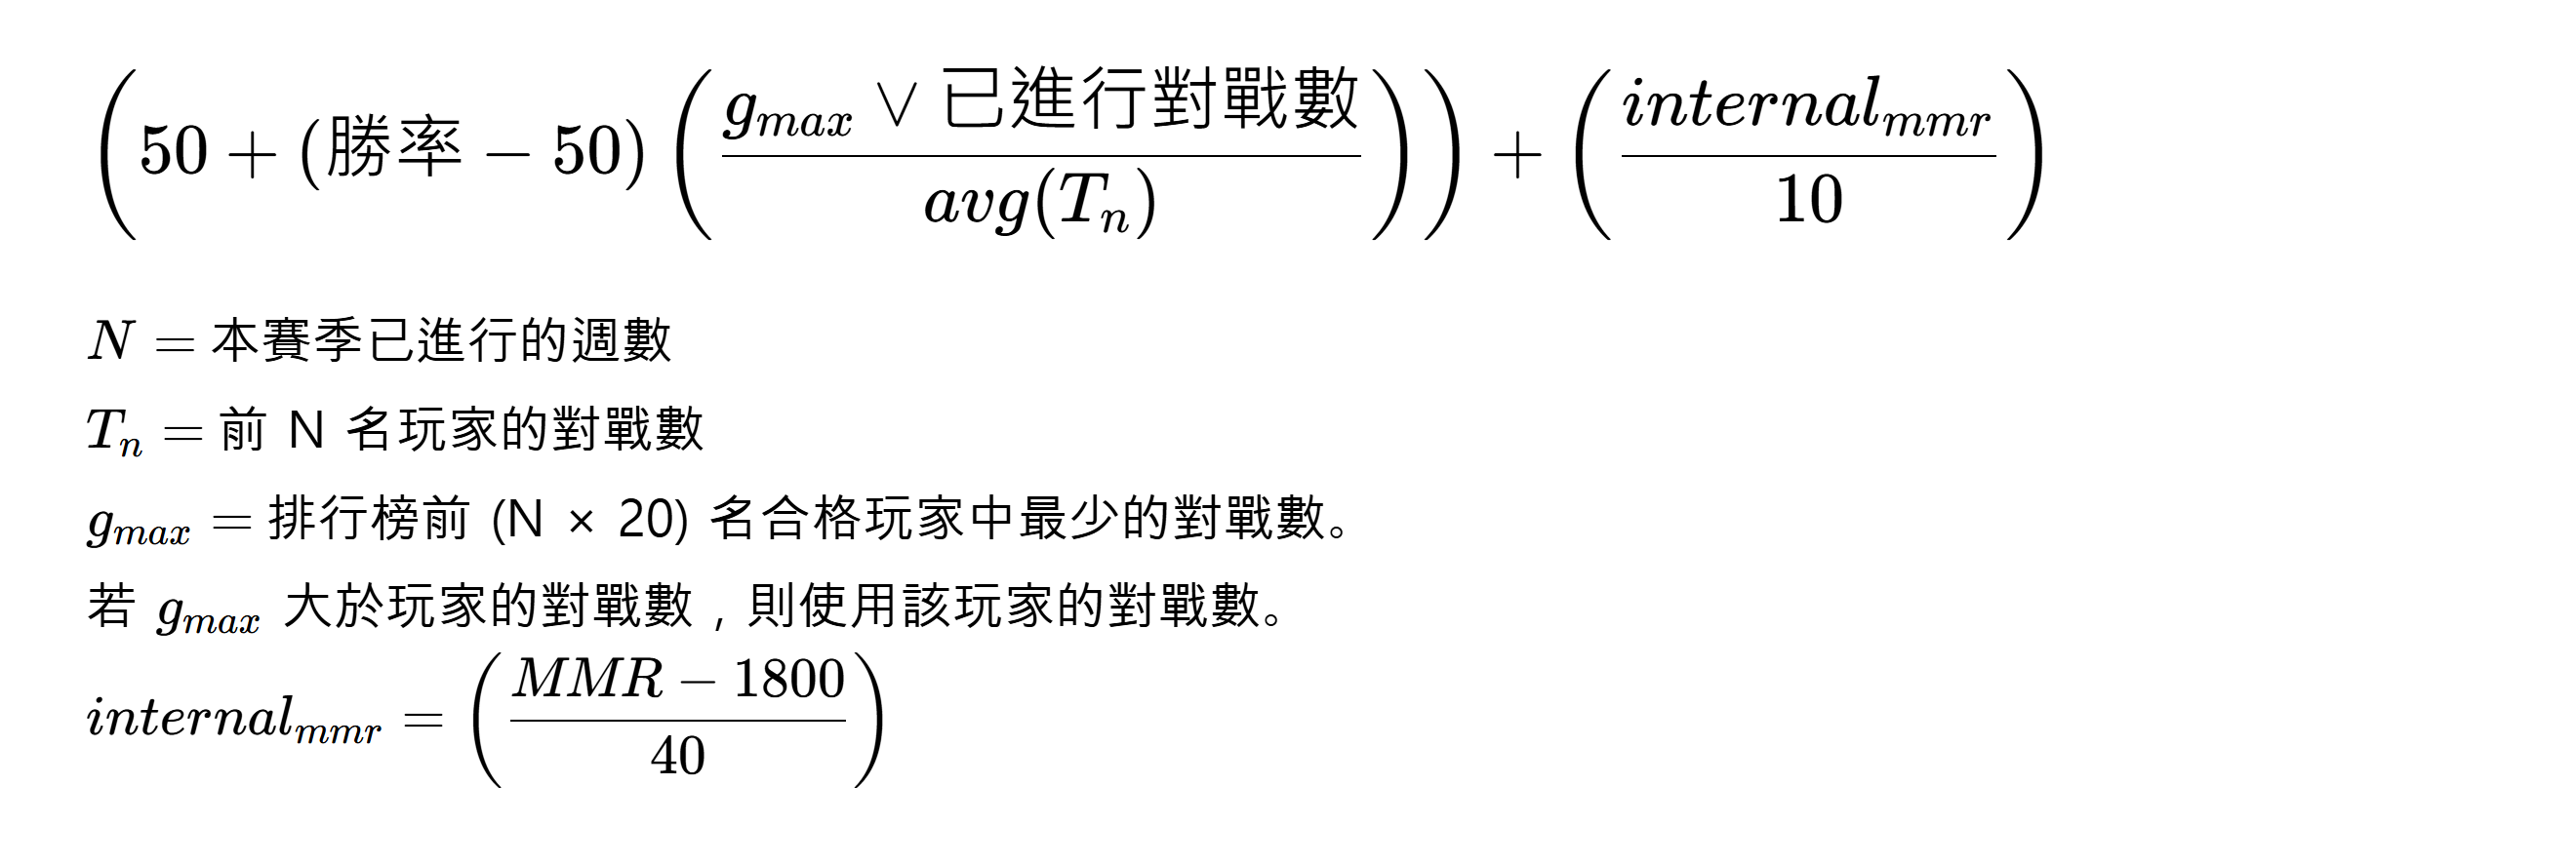 (50 + (勝率 − 50) (g_max ∨ 已進行對戰數 / avg(T_n))) + (internal_mmr / 10)
N = 本賽季已進行的週數
T_n = 前 N 名玩家的對戰數
g_max = 排行榜前 (N × 20) 名合格玩家中最少的對戰數。
若 g_max 大於玩家的對戰數，則使用該玩家的對戰數。
internal_mmr = (MMR − 1800 / 40)